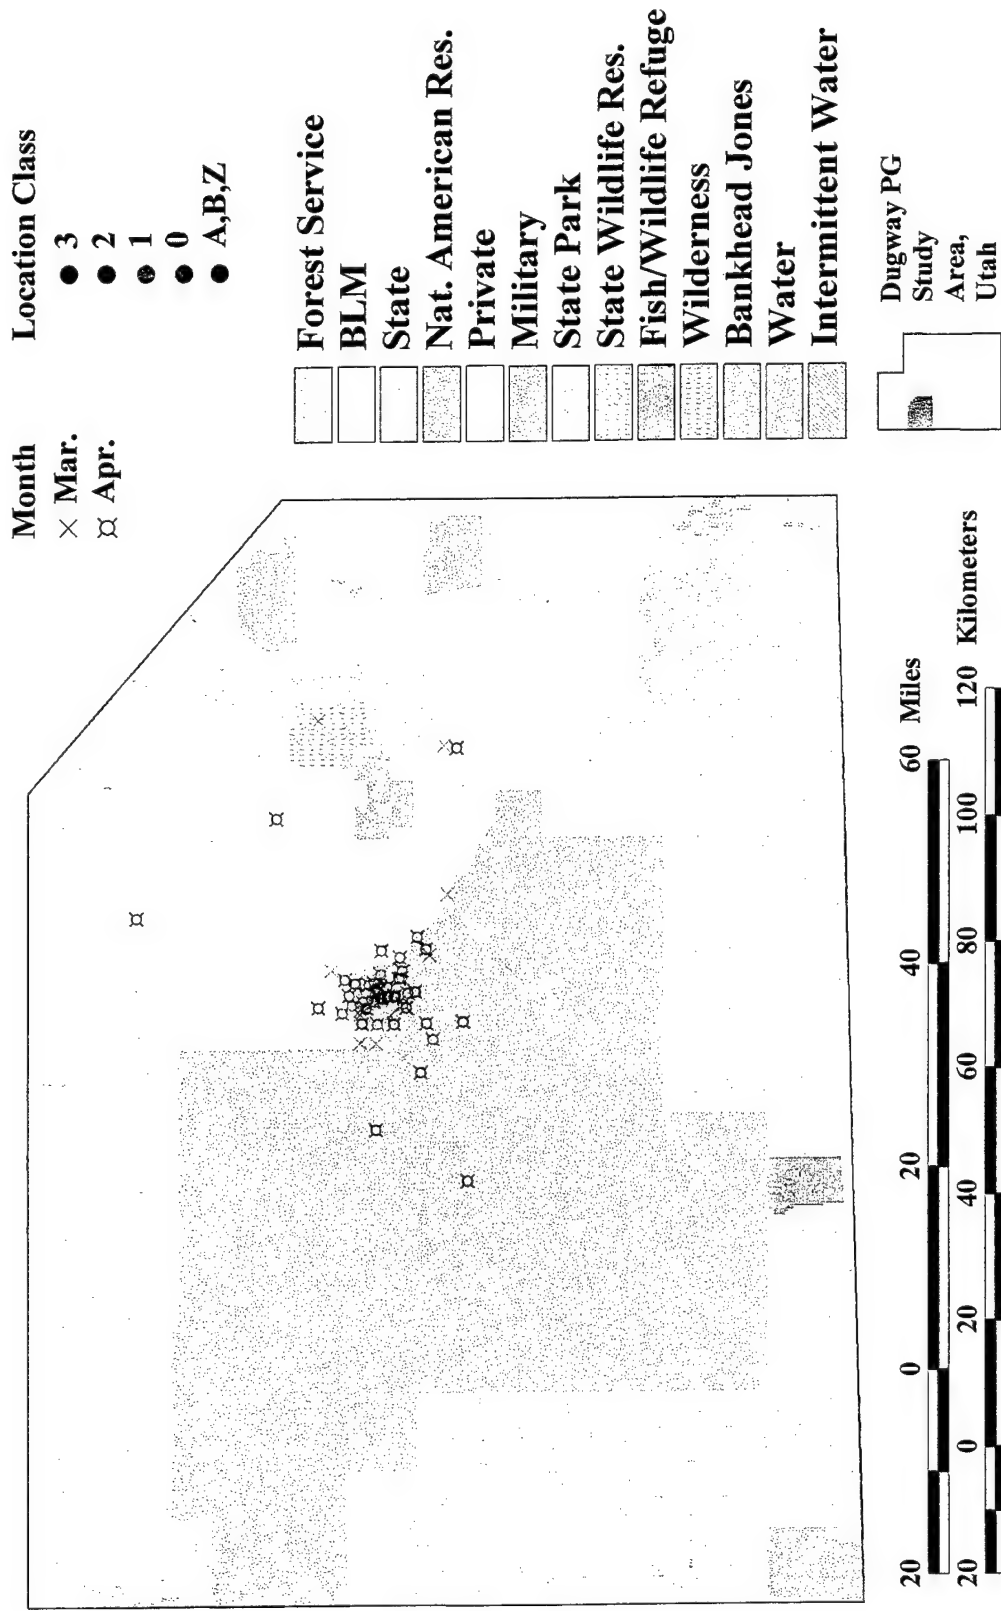 Month
× Mar.
¤ Apr.
Location Class
● 3
● 2
● 1
● 0
● A,B,Z
Forest Service
BLM
State
Nat. American Res.
Private
Military
State Park
State Wildlife Res.
Fish/Wildlife Refuge
Wilderness
Bankhead Jones
Water
Intermittent Water
Dugway PG
Study
Area,
Utah
20 0 20 40 60 Miles
20 0 20 40 60 80 100 120 Kilometers